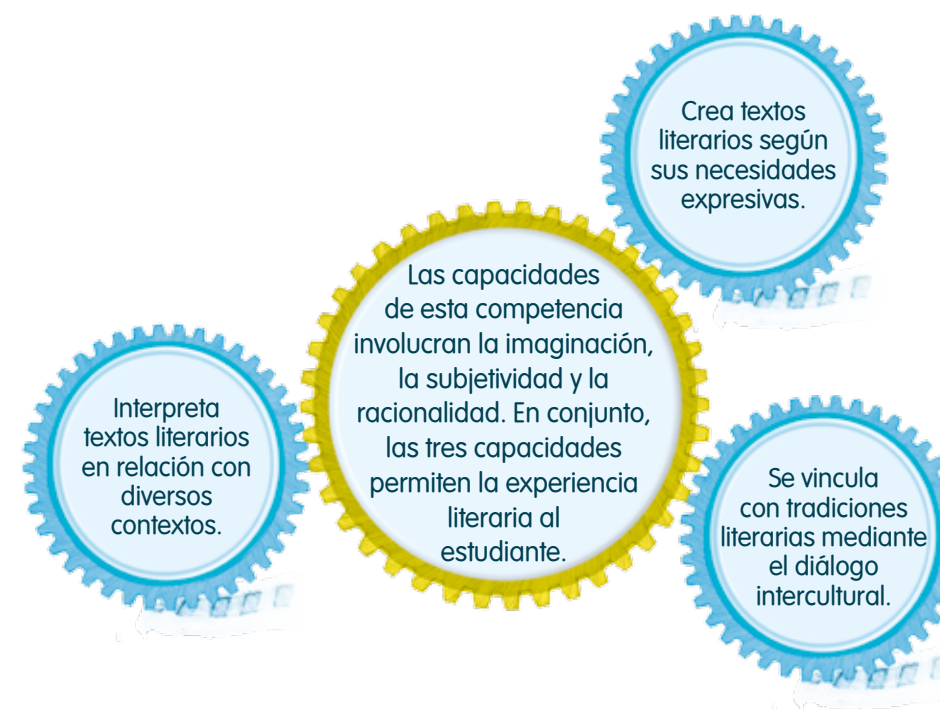 Crea textos
literarios según
sus necesidades
expresivas.
Las capacidades
de esta competencia
involucran la imaginación,
la subjetividad y la
racionalidad. En conjunto,
las tres capacidades
permiten la experiencia
literaria al
estudiante.
Interpreta
textos literarios
en relación con
diversos
contextos.
Se vincula
con tradiciones
literarias mediante
el diálogo
intercultural.